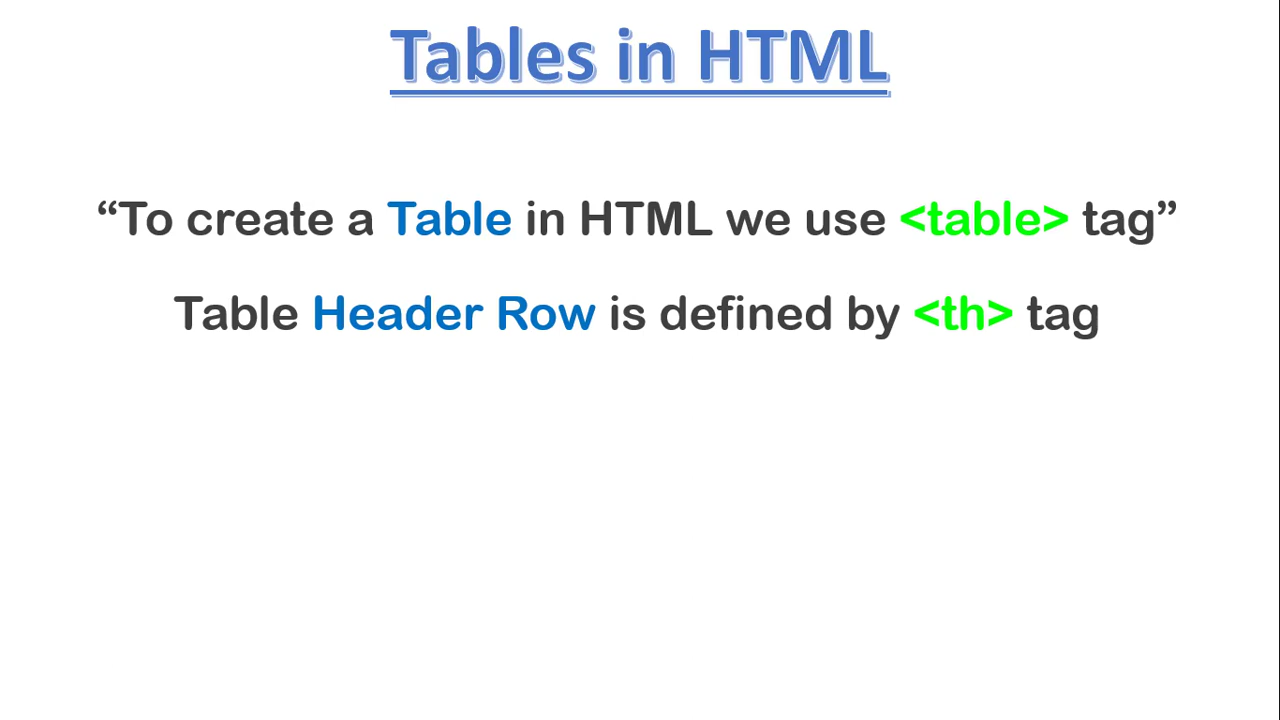 Tables in HTML
“To create a Table in HTML we use <table> tag”
Table Header Row is defined by <th> tag